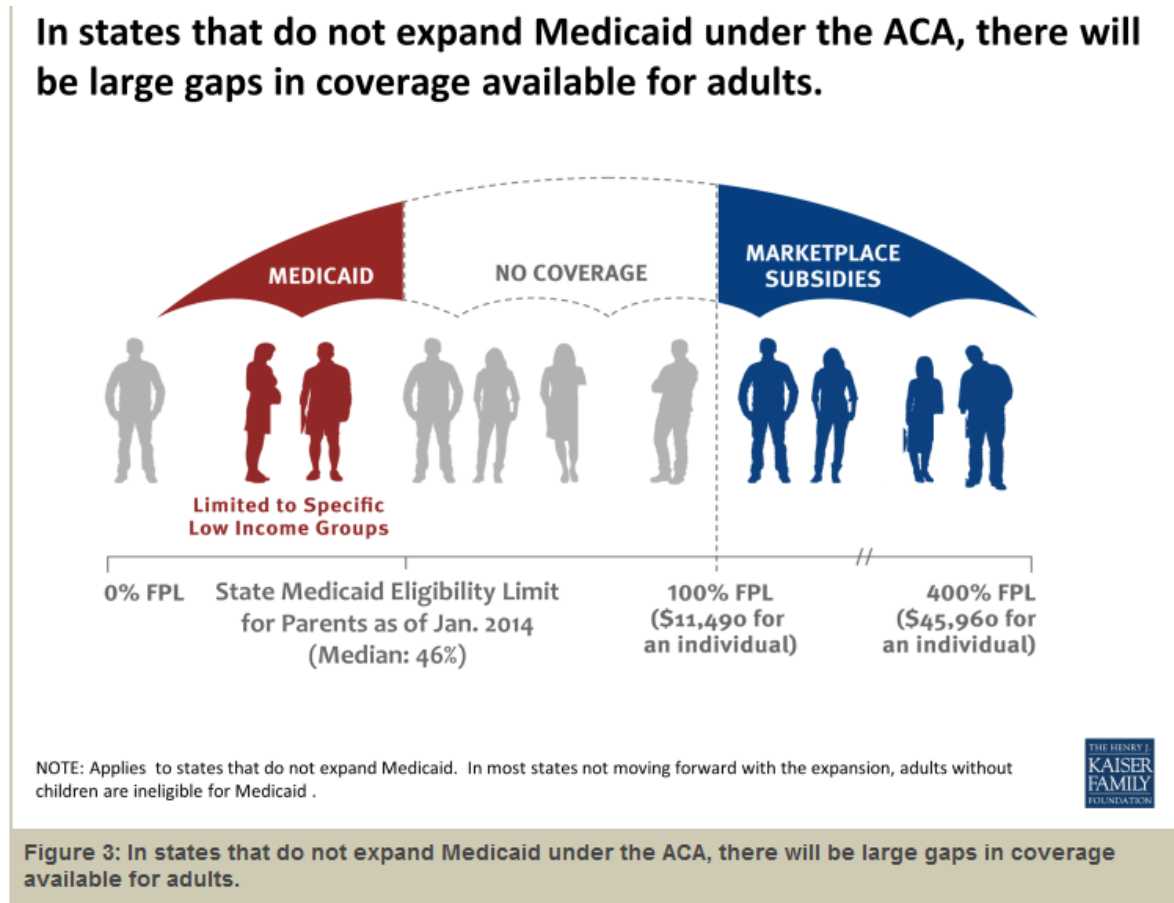 In states that do not expand Medicaid under the ACA, there will
be large gaps in coverage available for adults.
MEDICAID
NO COVERAGE
MARKETPLACE
SUBSIDIES
Limited to Specific
Low Income Groups
0% FPL
State Medicaid Eligibility Limit
for Parents as of Jan. 2014
(Median: 46%)
100% FPL
($11,490 for
an individual)
400% FPL
($45,960 for
an individual)
NOTE: Applies to states that do not expand Medicaid. In most states not moving forward with the expansion, adults without
children are ineligible for Medicaid .
THE HENRY J.
KAISER
FAMILY
FOUNDATION
Figure 3: In states that do not expand Medicaid under the ACA, there will be large gaps in coverage
available for adults.